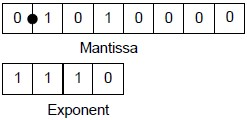 0 1 0 1 0 0 0 0
Mantissa
1 1 1 0
Exponent